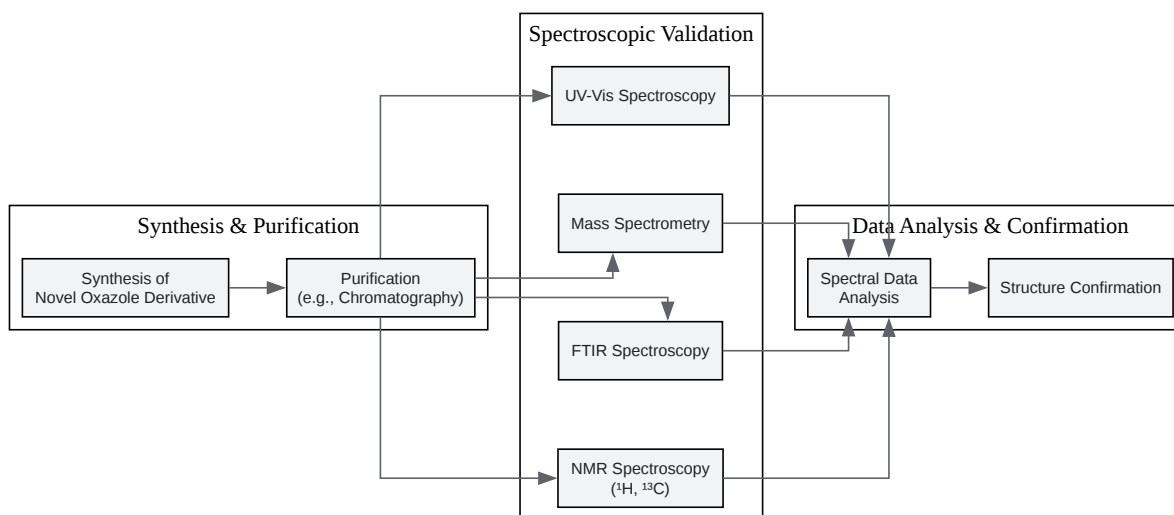 Spectroscopic Validation
UV-Vis Spectroscopy
Synthesis & Purification
Synthesis of
Novel Oxazole Derivative
Purification
(e.g., Chromatography)
Mass Spectrometry
FTIR Spectroscopy
NMR Spectroscopy
(¹H, ¹³C)
Data Analysis & Confirmation
Spectral Data
Analysis
Structure Confirmation